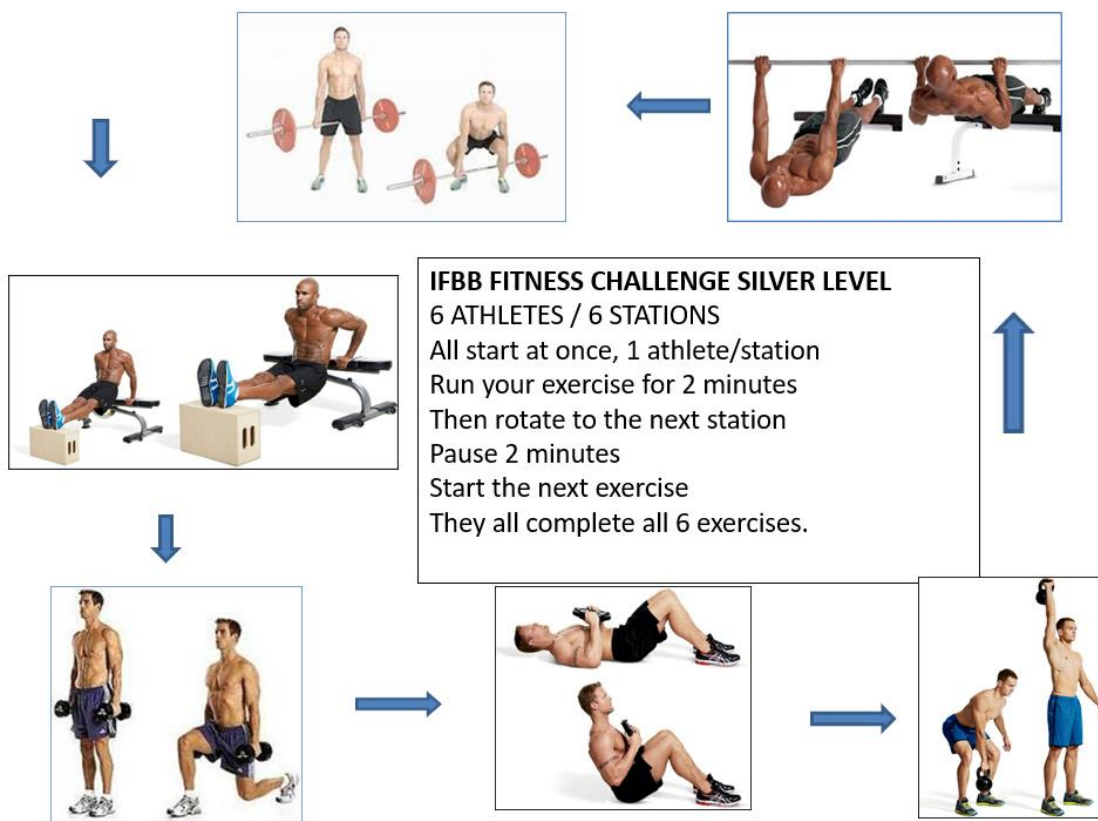 IFBB FITNESS CHALLENGE SILVER LEVEL
6 ATHLETES / 6 STATIONS
All start at once, 1 athlete/station
Run your exercise for 2 minutes
Then rotate to the next station
Pause 2 minutes
Start the next exercise
They all complete all 6 exercises.